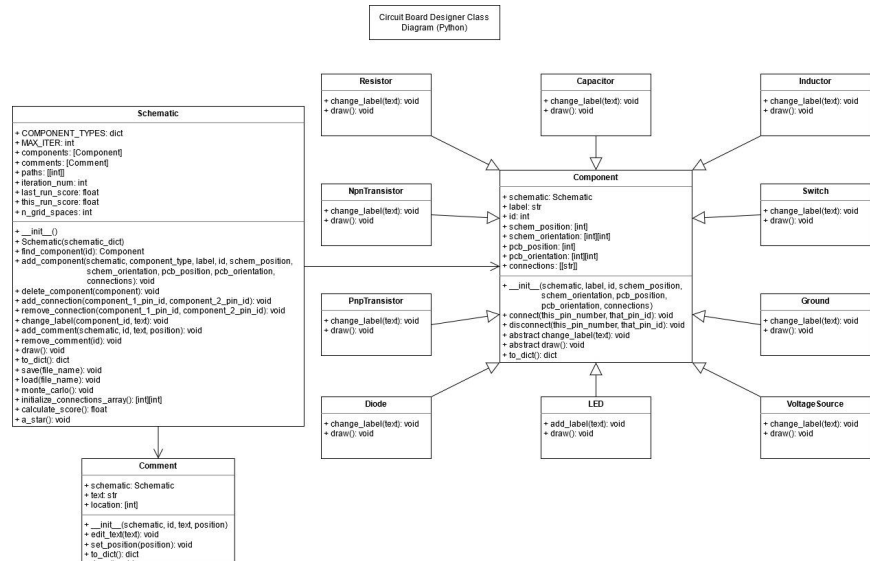 Circuit Board Designer Class
Diagram (Python)
Resistor
+ change_label(text): void
+ draw(): void
Capacitor
+ change_label(text): void
+ draw(): void
Inductor
+ change_label(text): void
+ draw(): void
Schematic
+ COMPONENT_TYPES: dict
+ MAX_ITER: int
+ components: [Component]
+ comments: [Comment]
+ paths: [[int]]
+ iteration_num: int
+ last_run_score: float
+ this_run_score: float
+ n_grid_spaces: int
+ __init__()
+ Schematic(schematic_dict)
+ find_component(id): Component
+ add_component(schematic, component_type, label, id, schem_position,
schem_orientation, pcb_position, pcb_orientation,
connections): void
+ delete_component(component): void
+ add_connection(component_1_pin_id, component_2_pin_id): void
+ remove_connection(component_1_pin_id, component_2_pin_id): void
+ change_label(component_id, text): void
+ add_comment(schematic, id, text, position): void
+ remove_comment(id): void
+ draw(): void
+ to_dict(): dict
+ save(file_name): void
+ load(file_name): void
+ monte_carlo(): void
+ initialize_connections_array(): [int][int]
+ calculate_score(): float
+ a_star(): void
NpnTransistor
+ change_label(text): void
+ draw(): void
Component
+ schematic: Schematic
+ label: str
+ id: int
+ schem_position: [int]
+ schem_orientation: [int][int]
+ pcb_position: [int]
+ pcb_orientation: [int][int]
+ connections: [[str]]
+ __init__(schematic, label, id, schem_position,
schem_orientation, pcb_position,
pcb_orientation, connections)
+ connect(this_pin_number, that_pin_id): void
+ disconnect(this_pin_number, that_pin_id): void
+ abstract change_label(text): void
+ abstract draw(): void
+ to_dict(): dict
Switch
+ change_label(text): void
+ draw(): void
PnpTransistor
+ change_label(text): void
+ draw(): void
Ground
+ change_label(text): void
+ draw(): void
Diode
+ change_label(text): void
+ draw(): void
LED
+ add_label(text): void
+ draw(): void
VoltageSource
+ change_label(text): void
+ draw(): void
Comment
+ schematic: Schematic
+ text: str
+ location: [int]
+ __init__(schematic, id, text, position)
+ edit_text(text): void
+ set_position(position): void
+ to_dict(): dict